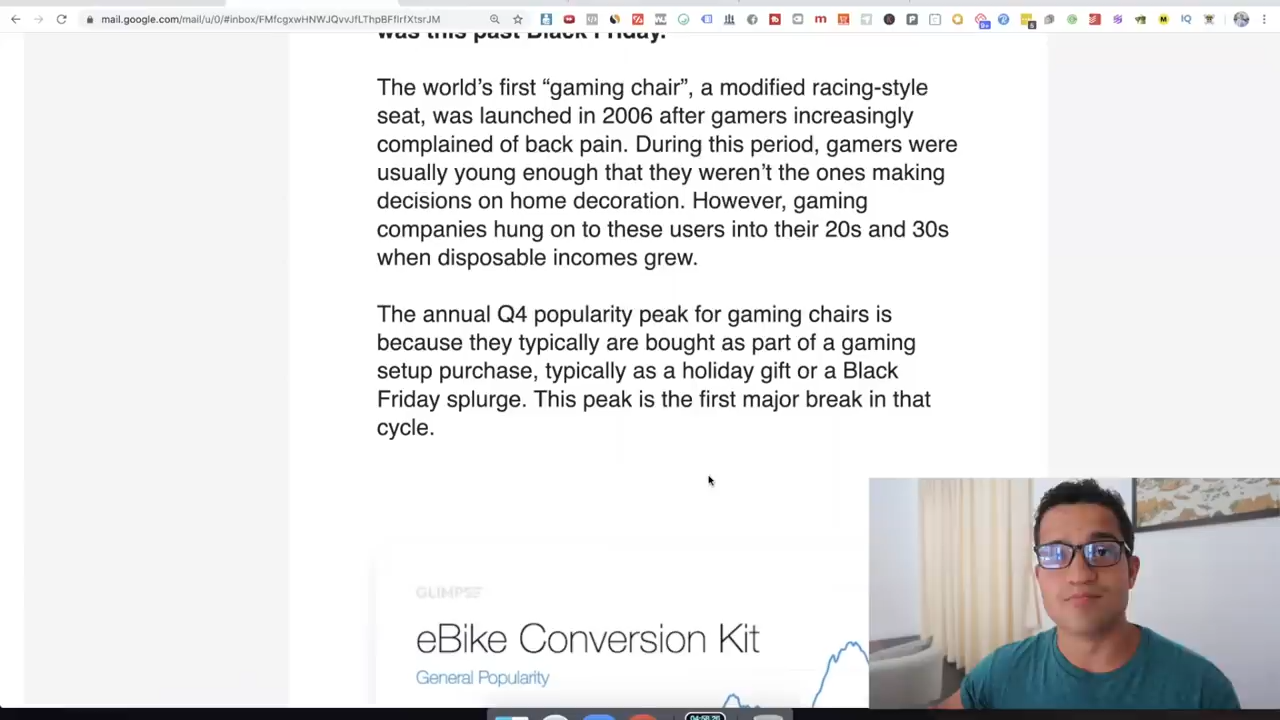 mail.google.com/mail/u/0/#inbox/FMfcgxwHNWJQvvJfLThpBFflrfXtsrJM
was this past Black Friday.
The world’s first “gaming chair”, a modified racing-style
seat, was launched in 2006 after gamers increasingly
complained of back pain. During this period, gamers were
usually young enough that they weren’t the ones making
decisions on home decoration. However, gaming
companies hung on to these users into their 20s and 30s
when disposable incomes grew.
The annual Q4 popularity peak for gaming chairs is
because they typically are bought as part of a gaming
setup purchase, typically as a holiday gift or a Black
Friday splurge. This peak is the first major break in that
cycle.
GLIMPSE
eBike Conversion Kit
General Popularity